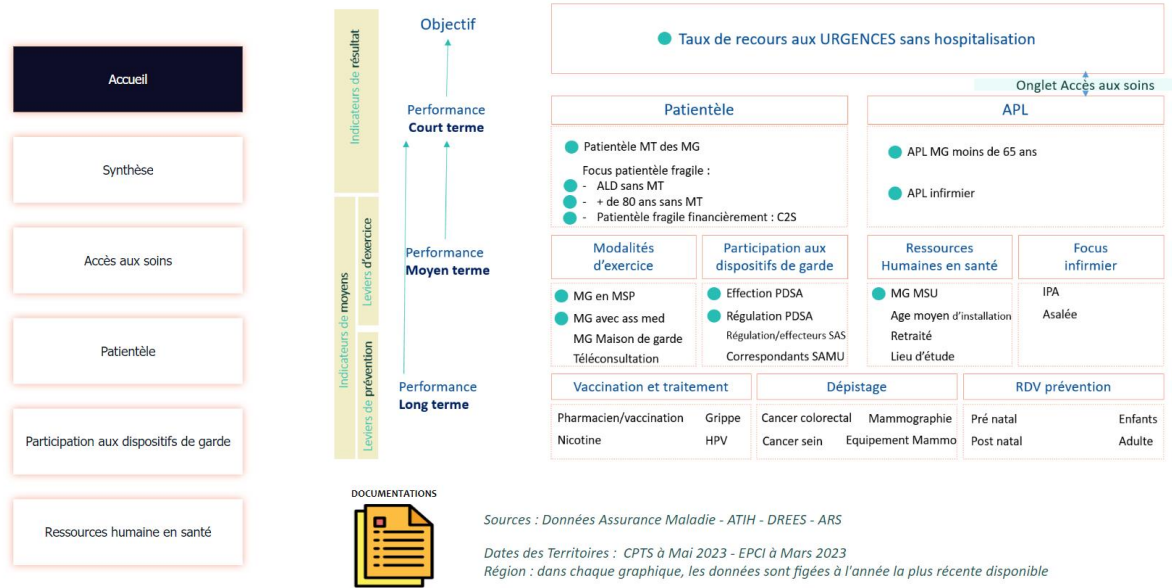 Accueil
Synthèse
Accès aux soins
Patientèle
Participation aux dispositifs de garde
Ressources humaine en santé
Indicateurs de résultat
Indicateurs de moyens
Leviers d'exercice
Leviers de prévention
Objectif
Performance
Court terme
Performance
Moyen terme
Performance
Long terme
Taux de recours aux URGENCES sans hospitalisation
Onglet Accès aux soins
Patientèle
Patientèle MT des MG
Focus patientèle fragile :
- ALD sans MT
- + de 80 ans sans MT
- Patientèle fragile financièrement : C2S
APL
APL MG moins de 65 ans
APL infirmier
Modalités
d'exercice
MG en MSP
MG avec ass med
MG Maison de garde
Téléconsultation
Participation aux
dispositifs de garde
Effection PDSA
Régulation PDSA
Régulation/effecteurs SAS
Correspondants SAMU
Ressources
Humaines en santé
MG MSU
Age moyen d'installation
Retraité
Lieu d'étude
Focus
infirmier
IPA
Asalée
Vaccination et traitement
Pharmacien/vaccination Grippe
Nicotine HPV
Dépistage
Cancer colorectal Mammographie
Cancer sein Equipement Mammo
RDV prévention
Pré natal Enfants
Post natal Adulte
DOCUMENTATIONS
Sources : Données Assurance Maladie - ATIH - DREES - ARS
Dates des Territoires : CPTS à Mai 2023 - EPCI à Mars 2023
Région : dans chaque graphique, les données sont figées à l'année la plus récente disponible